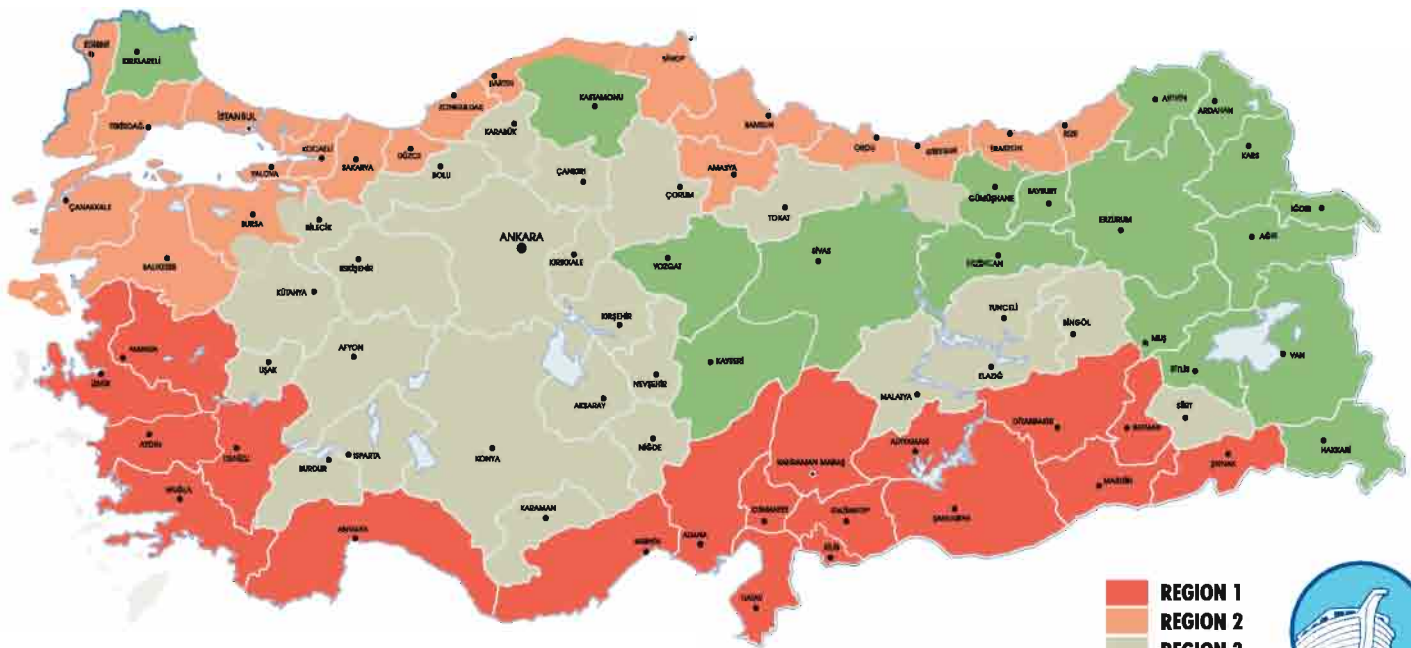 EDİRNE
KIRKLARELİ
TEKİRDAĞ
İSTANBUL
KOCAELİ
YALOVA
SAKARYA
DÜZCE
ZONGULDAK
BARTIN
KARABÜK
KASTAMONU
SİNOP
SAMSUN
AMASYA
ORDU
GİRESUN
TRABZON
RİZE
ARTVİN
ARDAHAN
KARS
IĞDIR
AĞRI
ERZURUM
BAYBURT
GÜMÜŞHANE
ERZİNCAN
ÇANAKKALE
BALIKESİR
BURSA
BİLECİK
BOLU
ÇANKIRI
ÇORUM
TOKAT
SİVAS
YOZGAT
ANKARA
KIRIKKALE
ESKİŞEHİR
KÜTAHYA
KIRŞEHİR
TUNCELİ
BİNGÖL
MUŞ
BİTLİS
VAN
MANİSA
İZMİR
UŞAK
AFYON
NEVŞEHİR
KAYSERİ
AKSARAY
MALATYA
ELAZIĞ
SİİRT
DİYARBAKIR
BATMAN
HAKKARİ
ŞIRNAK
MARDİN
AYDIN
DENİZLİ
MUĞLA
BURDUR
ISPARTA
KONYA
NİĞDE
KARAMAN
ANTALYA
MERSİN
ADANA
KAHRAMAN MARAŞ
ADIYAMAN
OSMANİYE
GAZİANTEP
ŞANLIURFA
KİLİS
HATAY
REGION 1
REGION 2
REGION 3